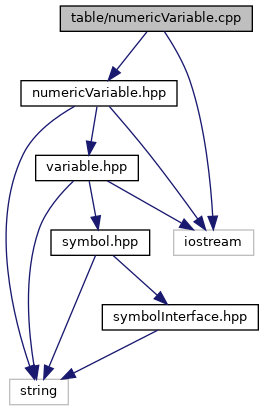 table/numericVariable.cpp
numericVariable.hpp
variable.hpp
symbol.hpp
iostream
symbolInterface.hpp
string